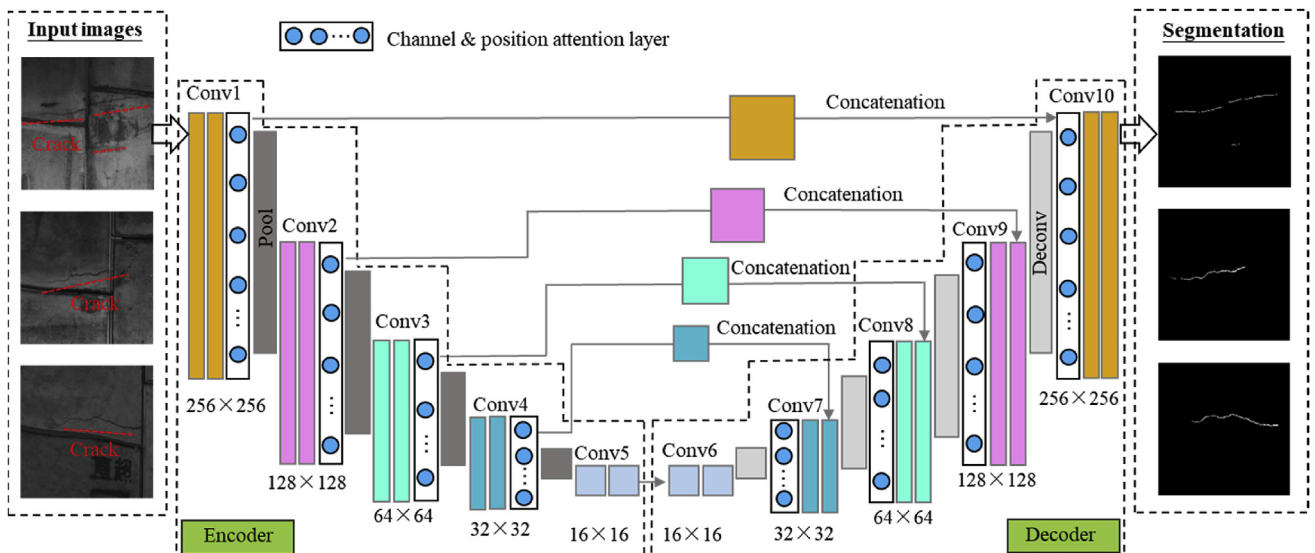 Input images
Crack
Crack
Crack
Channel & position attention layer
Conv1
256×256
Pool
Conv2
128×128
Conv3
64×64
Conv4
32×32
Conv5
16×16
Encoder
Concatenation
Concatenation
Concatenation
Concatenation
Conv6
16×16
Conv7
32×32
Conv8
64×64
Conv9
128×128
Deconv
Conv10
256×256
Decoder
Segmentation